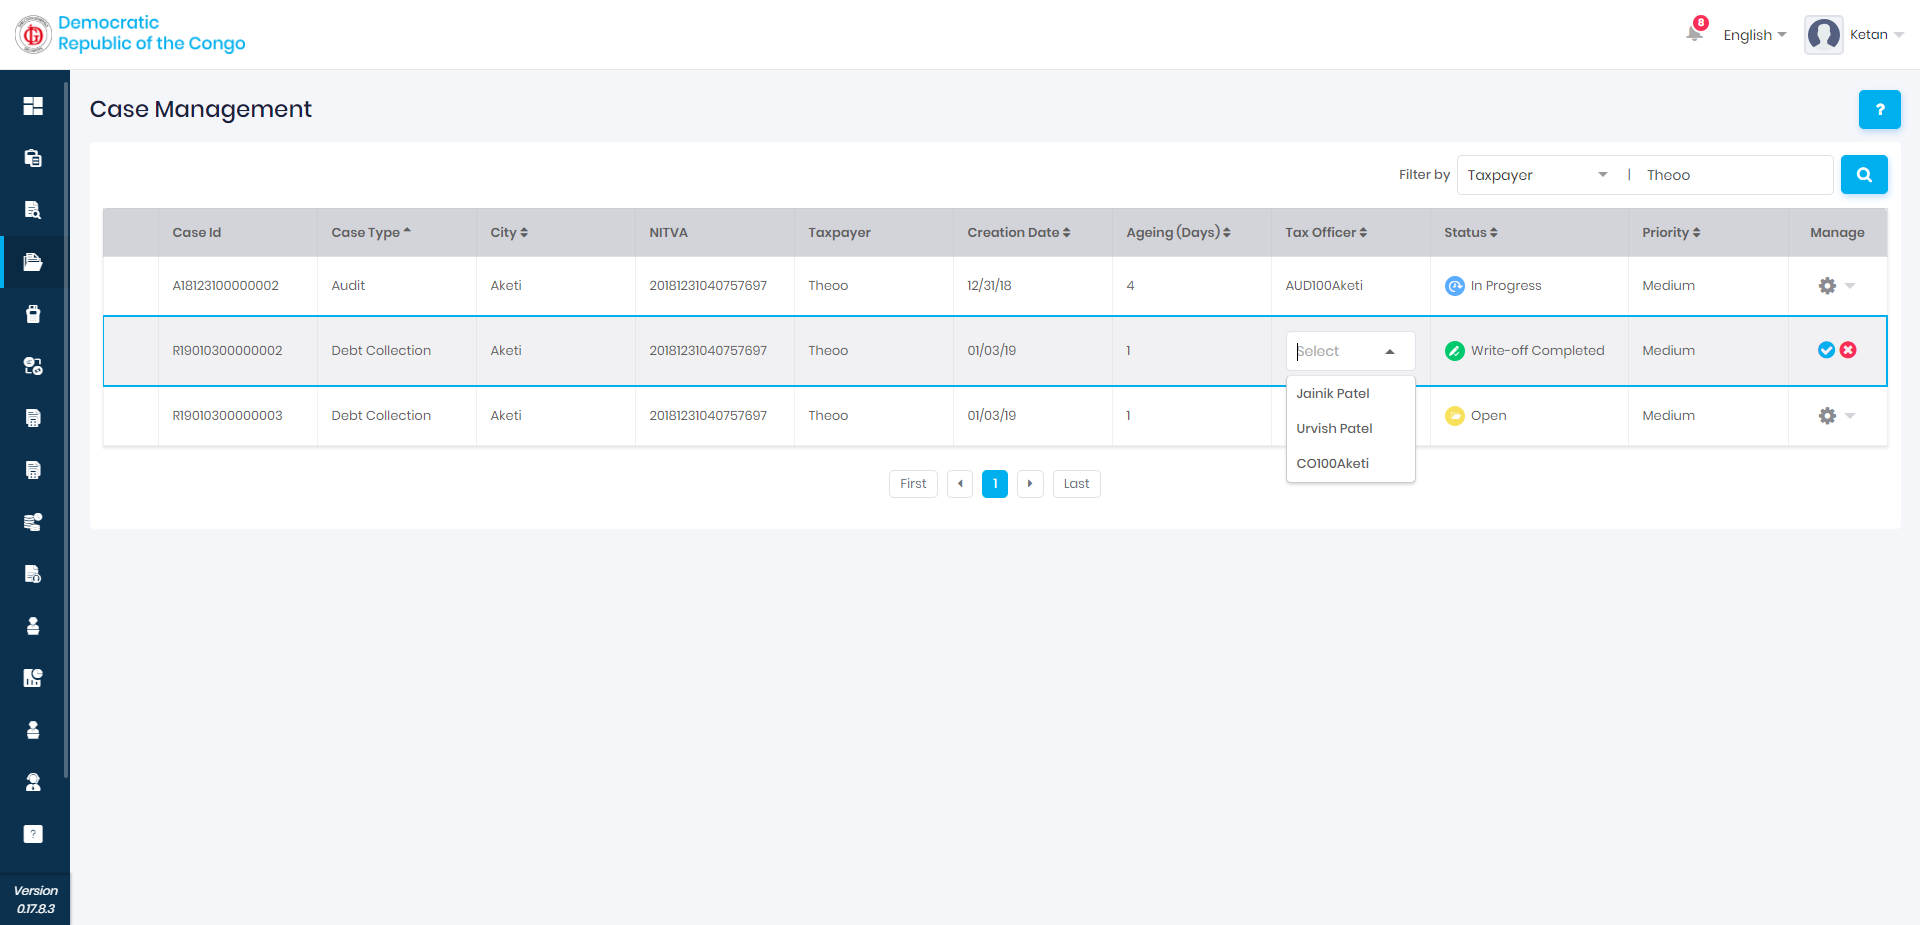 Democratic
Republic of the Congo
8
English
Ketan
Case Management
?
Filter by
Taxpayer
|
Theoo
Case Id
Case Type
City
NITVA
Taxpayer
Creation Date
Ageing (Days)
Tax Officer
Status
Priority
Manage
A18123100000002
Audit
Aketi
20181231040757697
Theoo
12/31/18
4
AUD100Aketi
In Progress
Medium
R19010300000002
Debt Collection
Aketi
20181231040757697
Theoo
01/03/19
1
Select
Write-off Completed
Medium
Jainik Patel
Urvish Patel
CO100Aketi
R19010300000003
Debt Collection
Aketi
20181231040757697
Theoo
01/03/19
1
Open
Medium
First
1
Last
?
Version
0.17.8.3